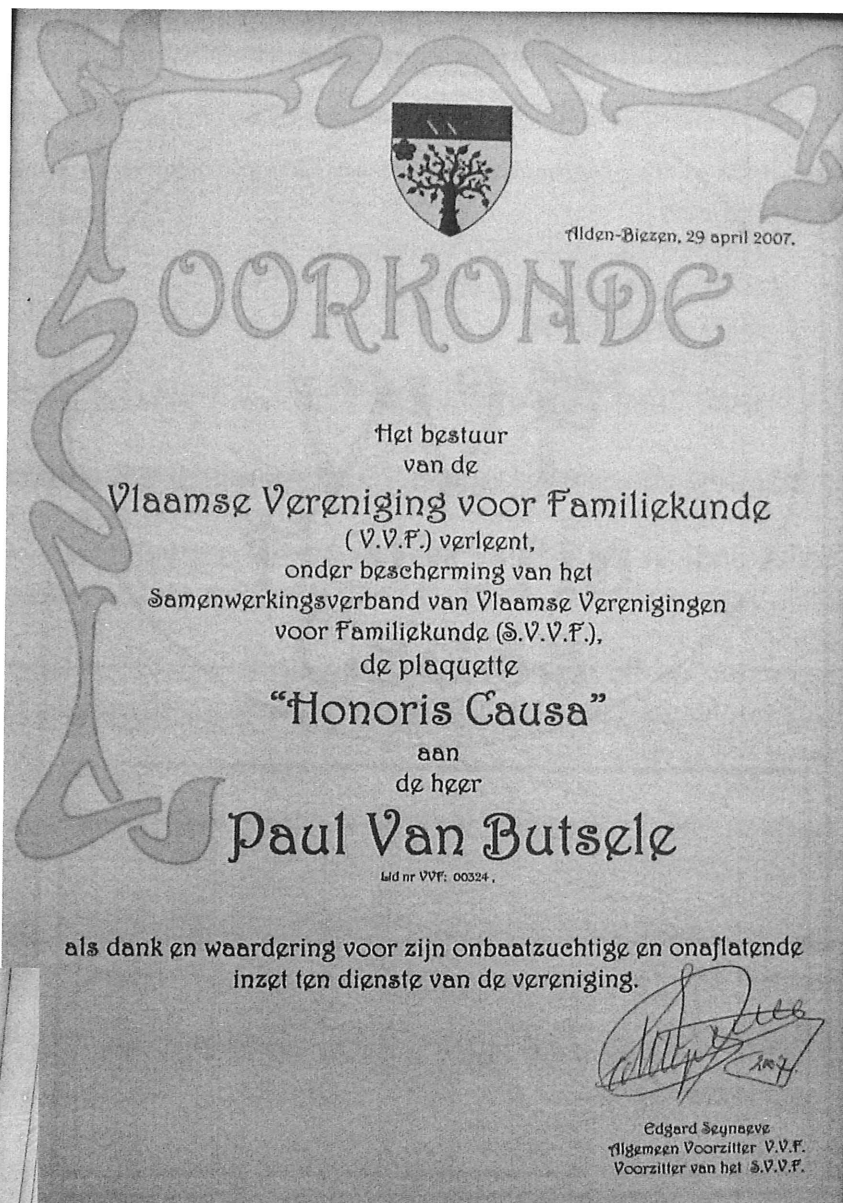 Alden-Biezen, 29 april 2007.
OORKONDE
Het bestuur
van de
Vlaamse Vereniging voor Familiekunde
( V.V.F.) verleent,
onder bescherming van het
Samenwerkingsverband van Vlaamse Verenigingen
voor Familiekunde (S.V.V.F.),
de plaquette
“Honoris Causa”
aan
de heer
Paul Van Butsele
Lid nr VVF: 00324.
als dank en waardering voor zijn onbaatzuchtige en onaflatende
inzet ten dienste van de vereniging.
2007
Edgard Seynaeve
Algemeen Voorzitter V.V.F.
Voorzitter van het S.V.V.F.